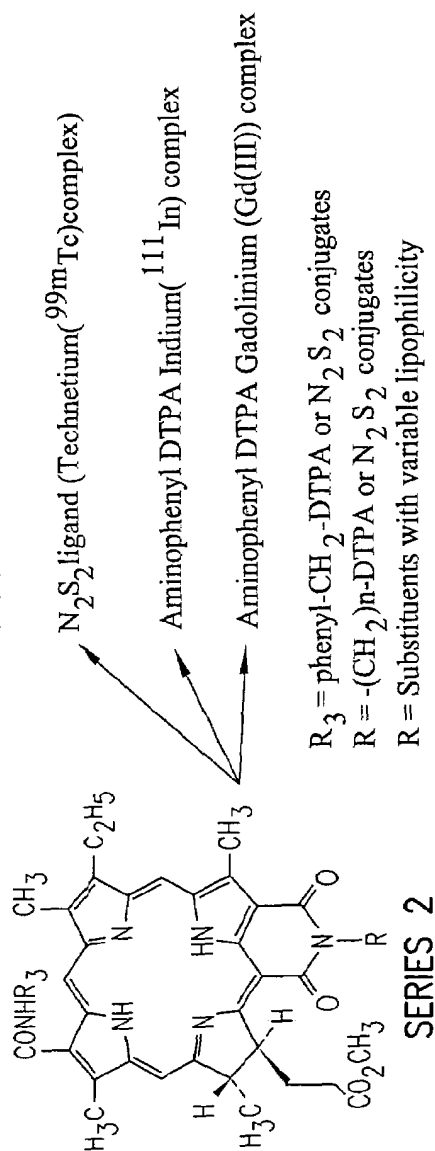 CONHR3
CH3
C2H5
H3C
NH
N
N
HN
CH3
H
H3C
H
CO2CH3
O
N
O
R
SERIES 2
N2S2 ligand (Technetium(99mTc)complex)
Aminophenyl DTPA Indium(111In) complex
Aminophenyl DTPA Gadolinium (Gd(III)) complex
R3 = phenyl-CH2-DTPA or N2S2 conjugates
R = -(CH2)n-DTPA or N2S2 conjugates
R = Substituents with variable lipophilicity